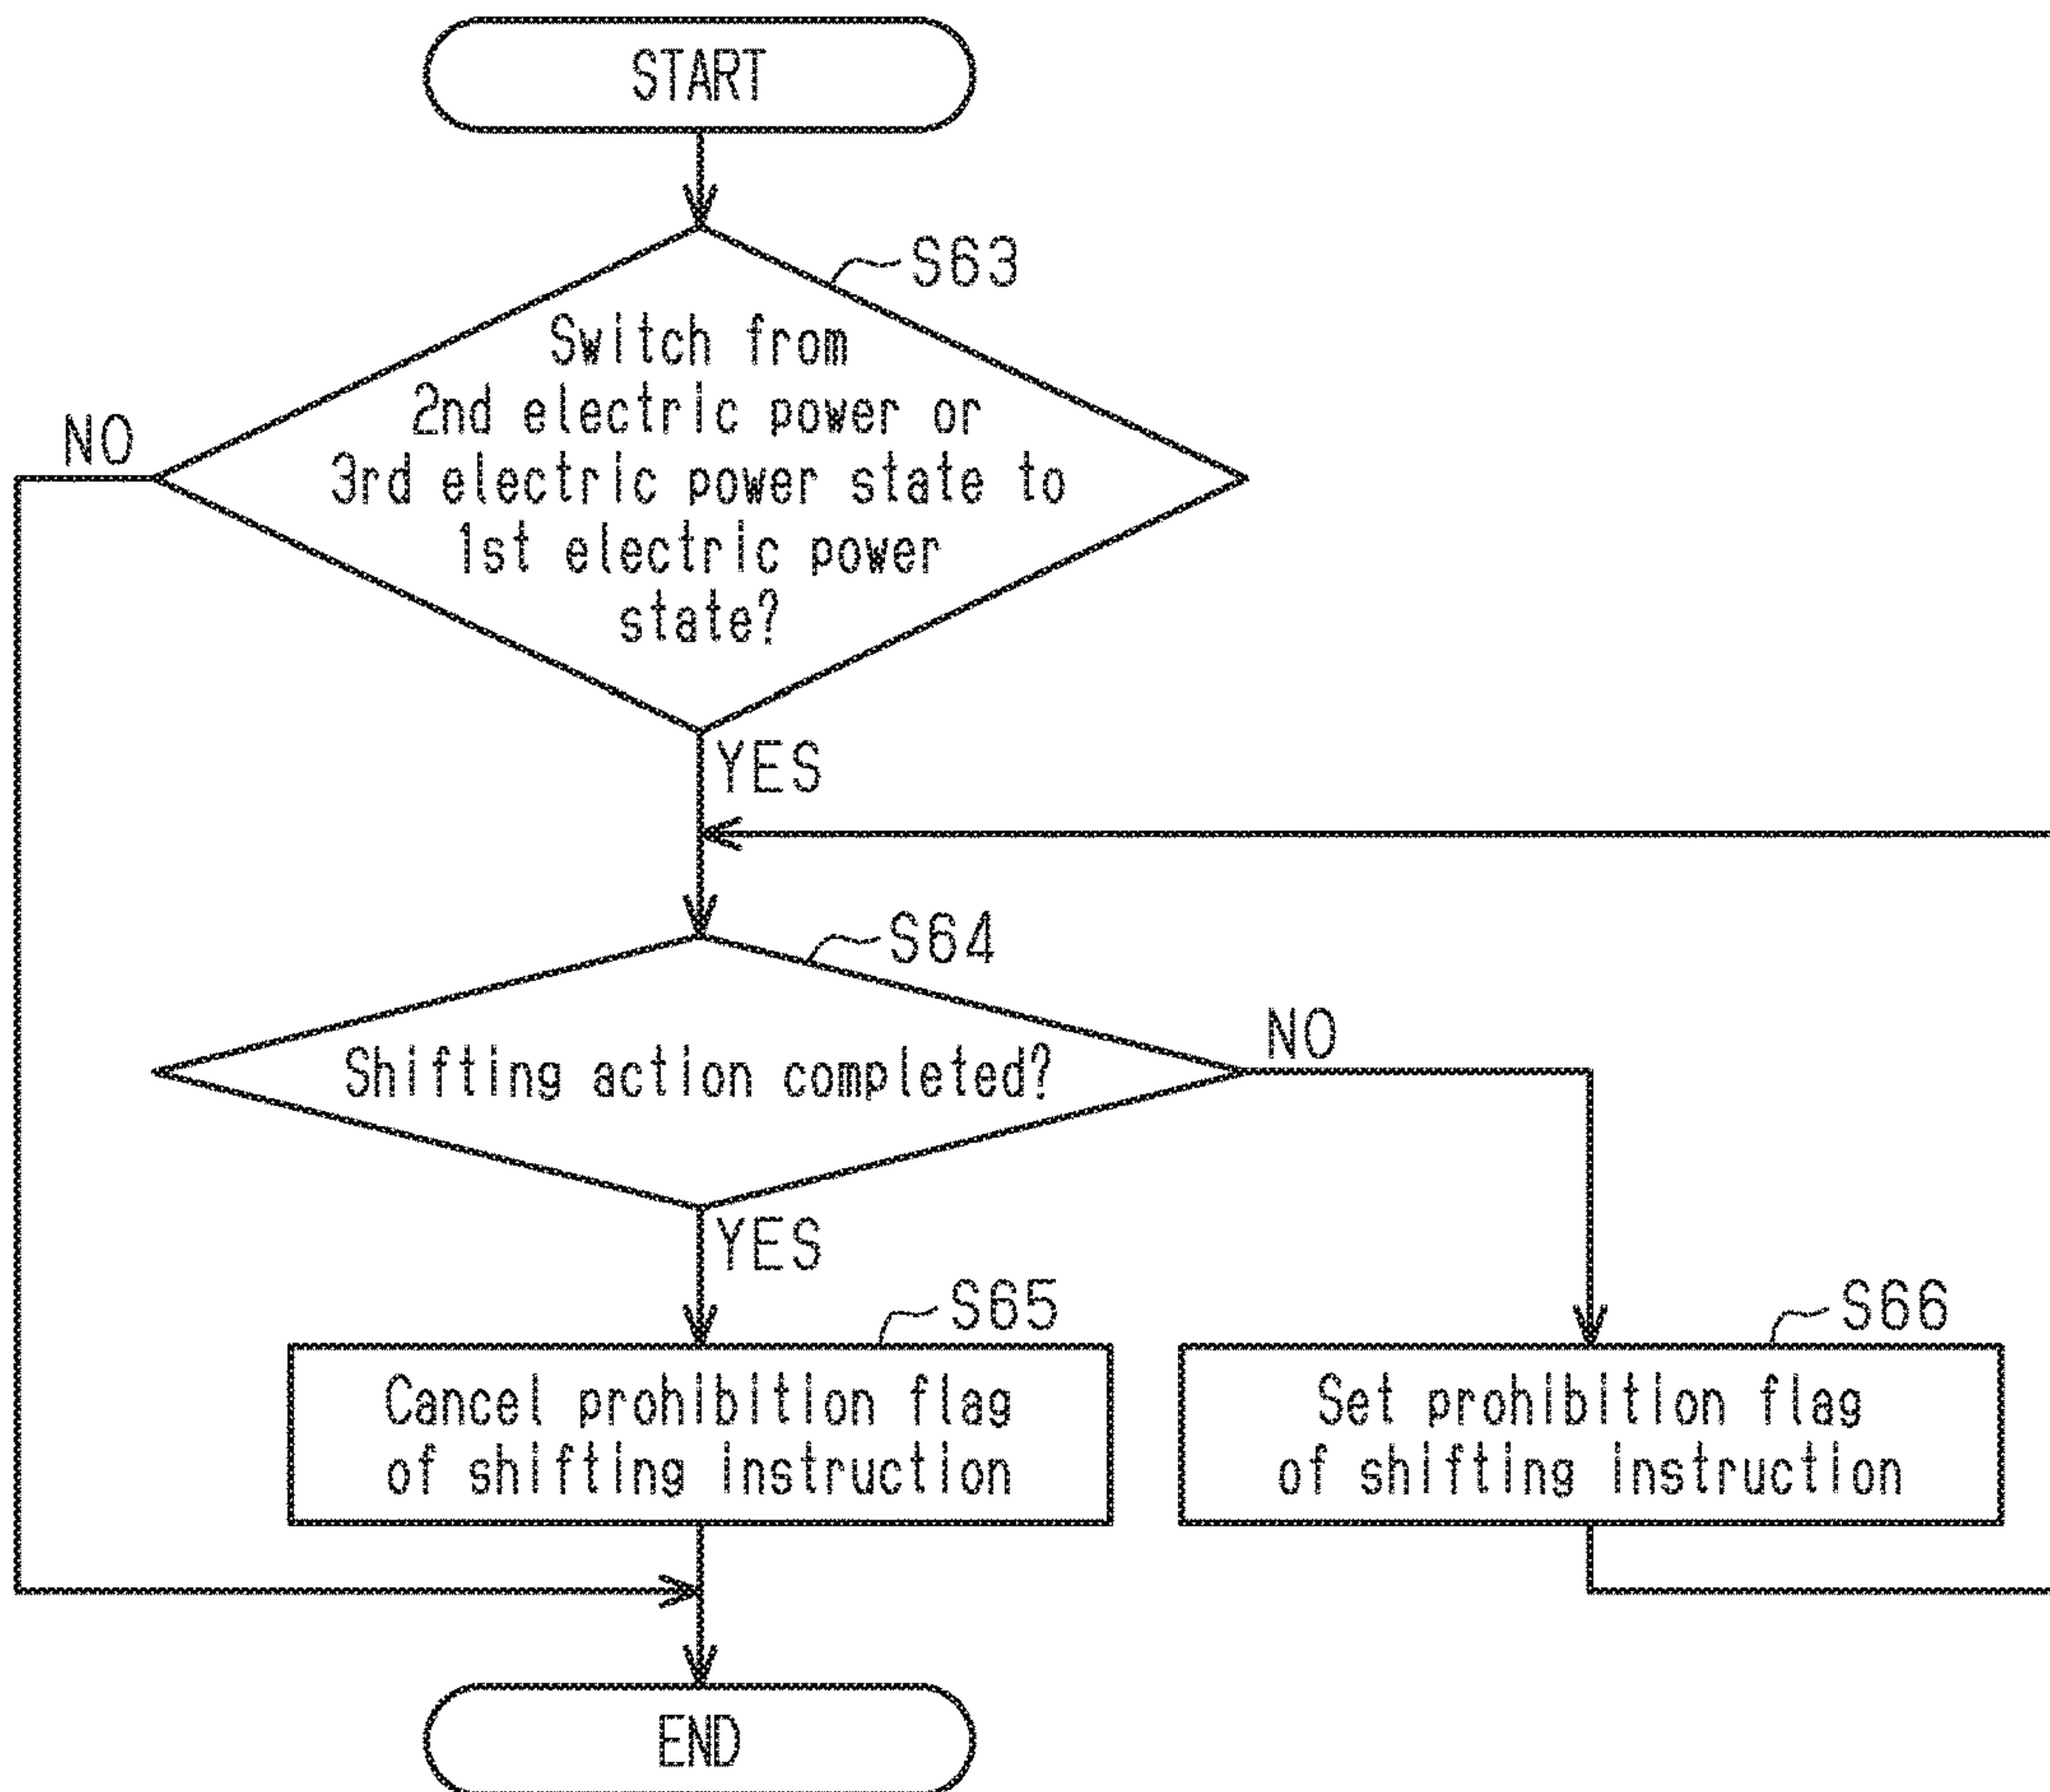 START
S63
Switch from
2nd electric power or
3rd electric power state to
1st electric power
state?
NO
YES
S64
Shifting action completed?
NO
YES
S65
Cancel prohibition flag
of shifting instruction
S66
Set prohibition flag
of shifting instruction
END